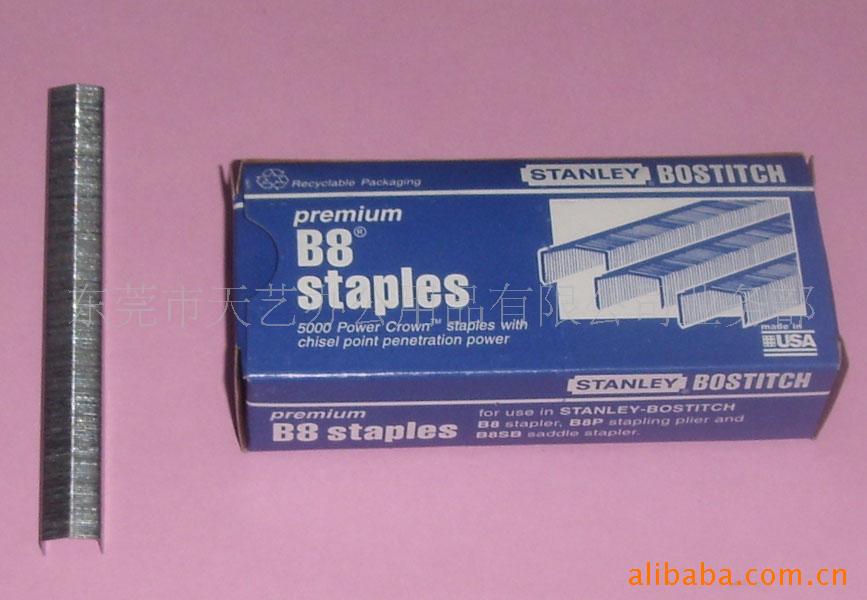 Recyclable Packaging
STANLEY BOSTITCH
premium
B8®
staples
5000 Power Crown™ staples with
chisel point penetration power
made in
USA
东莞市天艺办公用品有限公司业务部
STANLEY BOSTITCH
premium
B8 staples
for use in STANLEY-BOSTITCH
B8 stapler, B8P stapling plier and
B8SB saddle stapler.
alibaba.com.cn